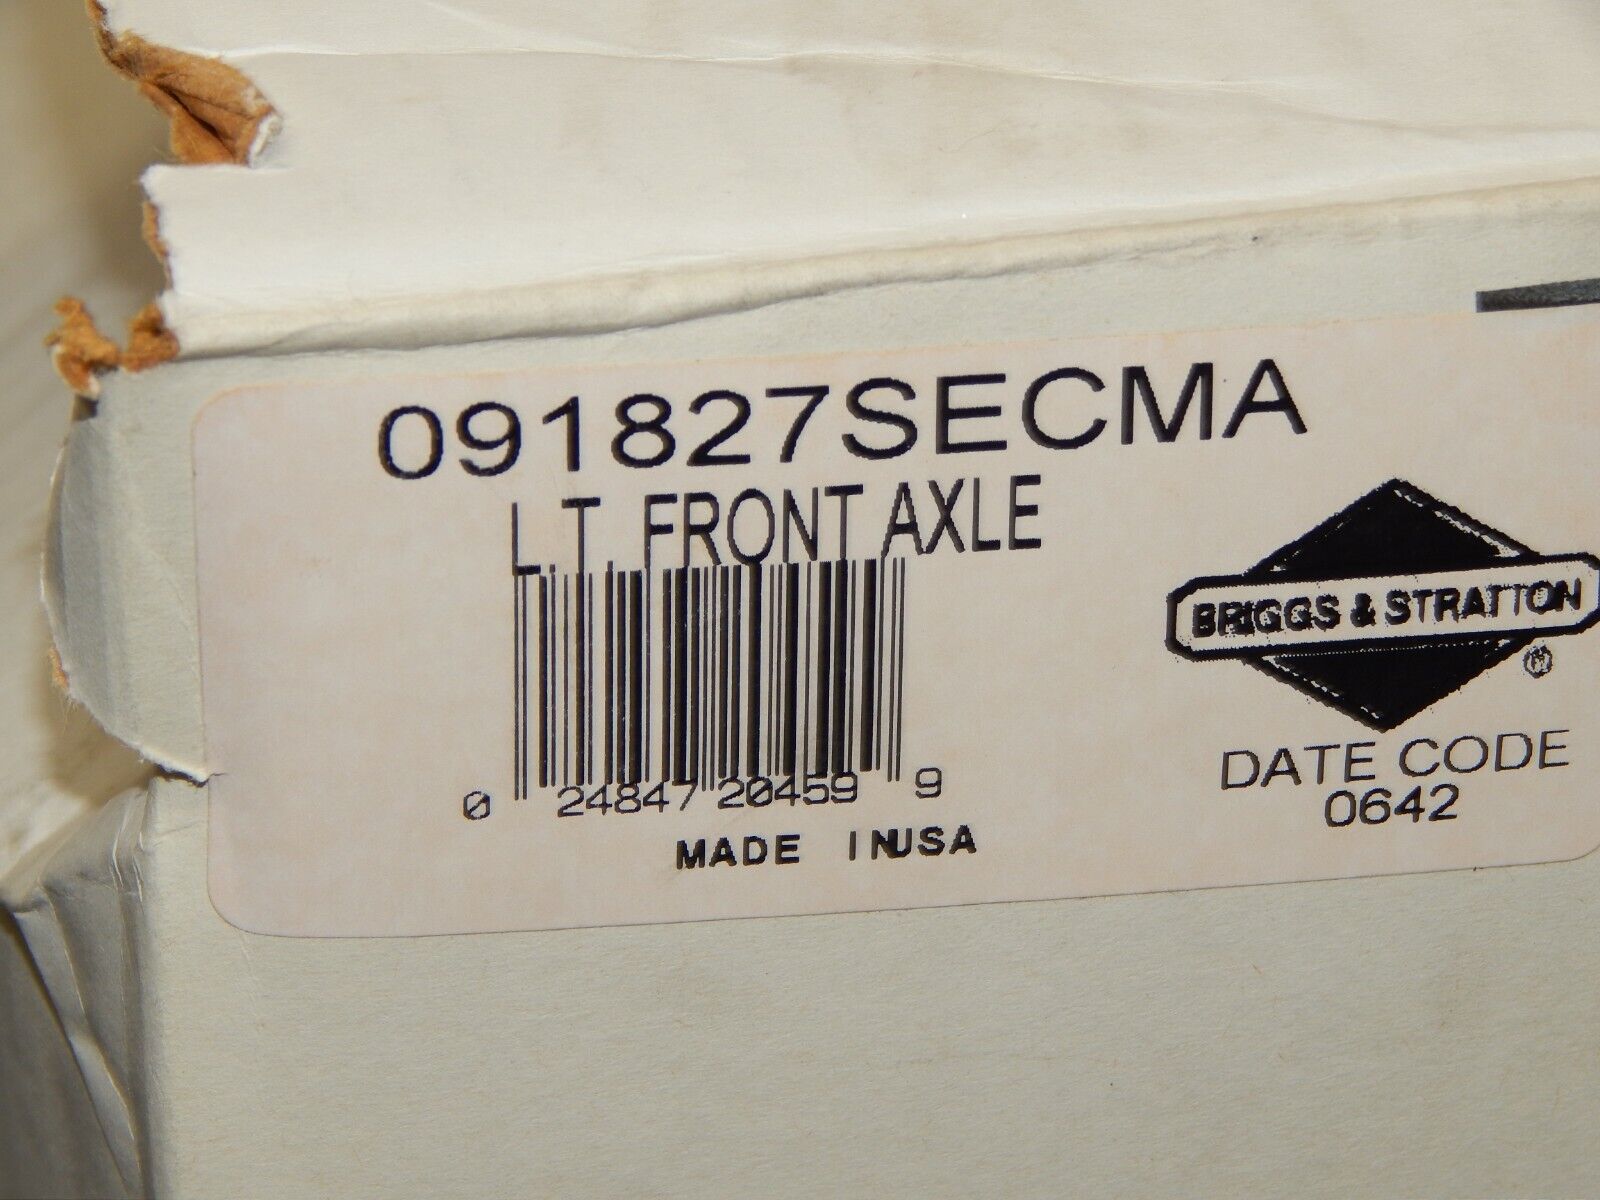 091827SECMA
L.T. FRONT AXLE
0 24847 20459 9
MADE IN USA
BRIGGS & STRATTON
®
DATE CODE
0642